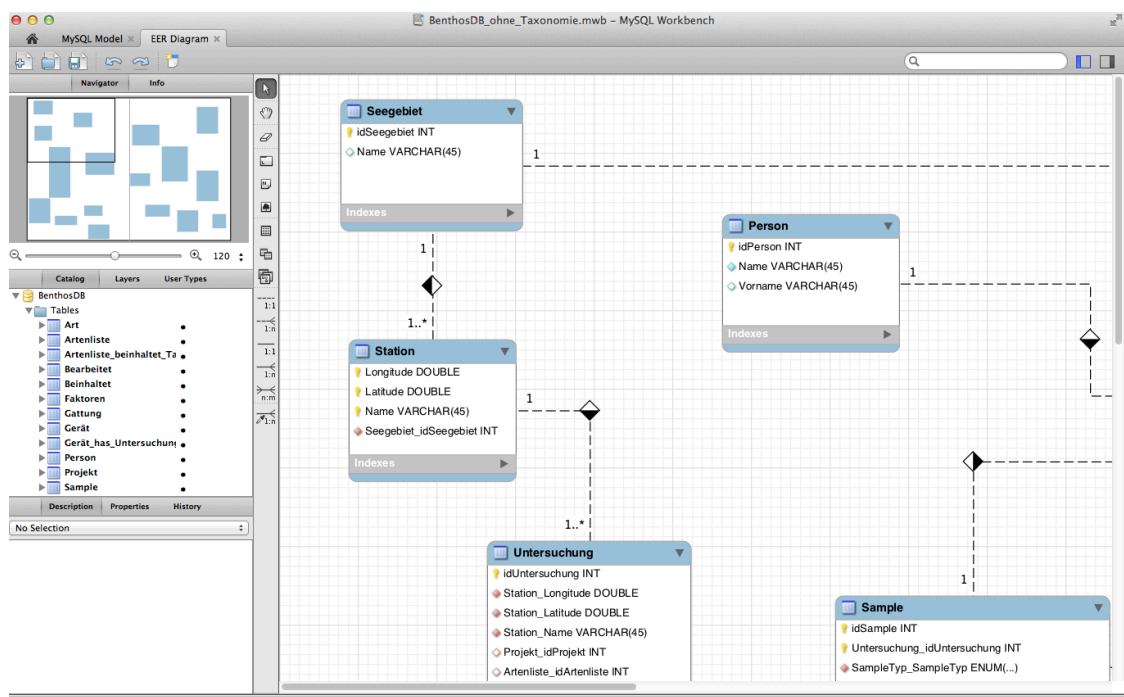 BenthosDB_ohne_Taxonomie.mwb – MySQL Workbench
MySQL Model × EER Diagram ×
Navigator Info
120
Catalog Layers User Types
BenthosDB
Tables
Art
Artenliste
Artenliste_beinhaltet_Ta
Bearbeitet
Beinhaltet
Faktoren
Gattung
Gerät
Gerät_has_Untersuchung
Person
Projekt
Sample
Description Properties History
No Selection
1:1
1:n
1:1
1:n
n:m
1:n
Seegebiet
idSeegebiet INT
Name VARCHAR(45)
Indexes
1
1
1..*
Station
Longitude DOUBLE
Latitude DOUBLE
Name VARCHAR(45)
Seegebiet_idSeegebiet INT
Indexes
1
1..*
Untersuchung
idUntersuchung INT
Station_Longitude DOUBLE
Station_Latitude DOUBLE
Station_Name VARCHAR(45)
Projekt_idProjekt INT
Artenliste_idArtenliste INT
Person
idPerson INT
Name VARCHAR(45)
Vorname VARCHAR(45)
Indexes
1
1
Sample
idSample INT
Untersuchung_idUntersuchung INT
SampleTyp_SampleTyp ENUM(...)